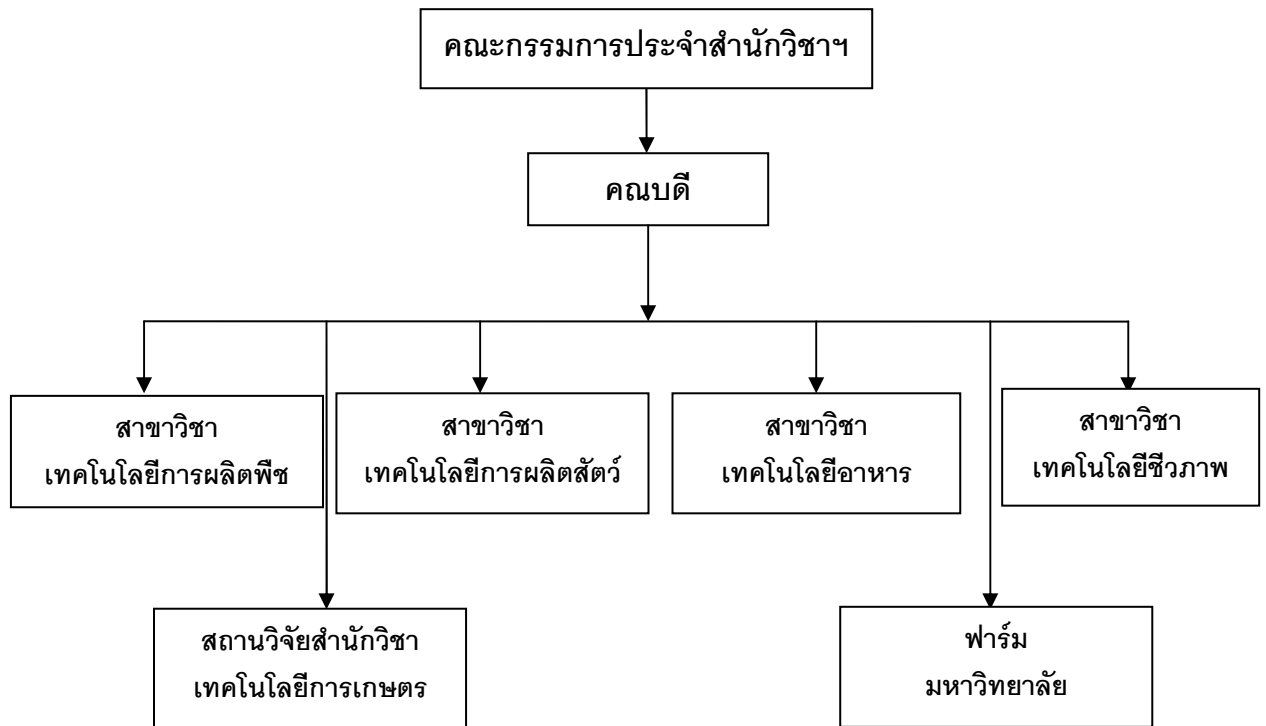 คณะกรรมการประจำสำนักวิชาฯ
คณบดี
สาขาวิชา
เทคโนโลยีการผลิตพืช
สาขาวิชา
เทคโนโลยีการผลิตสัตว์
สาขาวิชา
เทคโนโลยีอาหาร
สาขาวิชา
เทคโนโลยีชีวภาพ
สถานวิจัยสำนักวิชา
เทคโนโลยีการเกษตร
ฟาร์ม
มหาวิทยาลัย